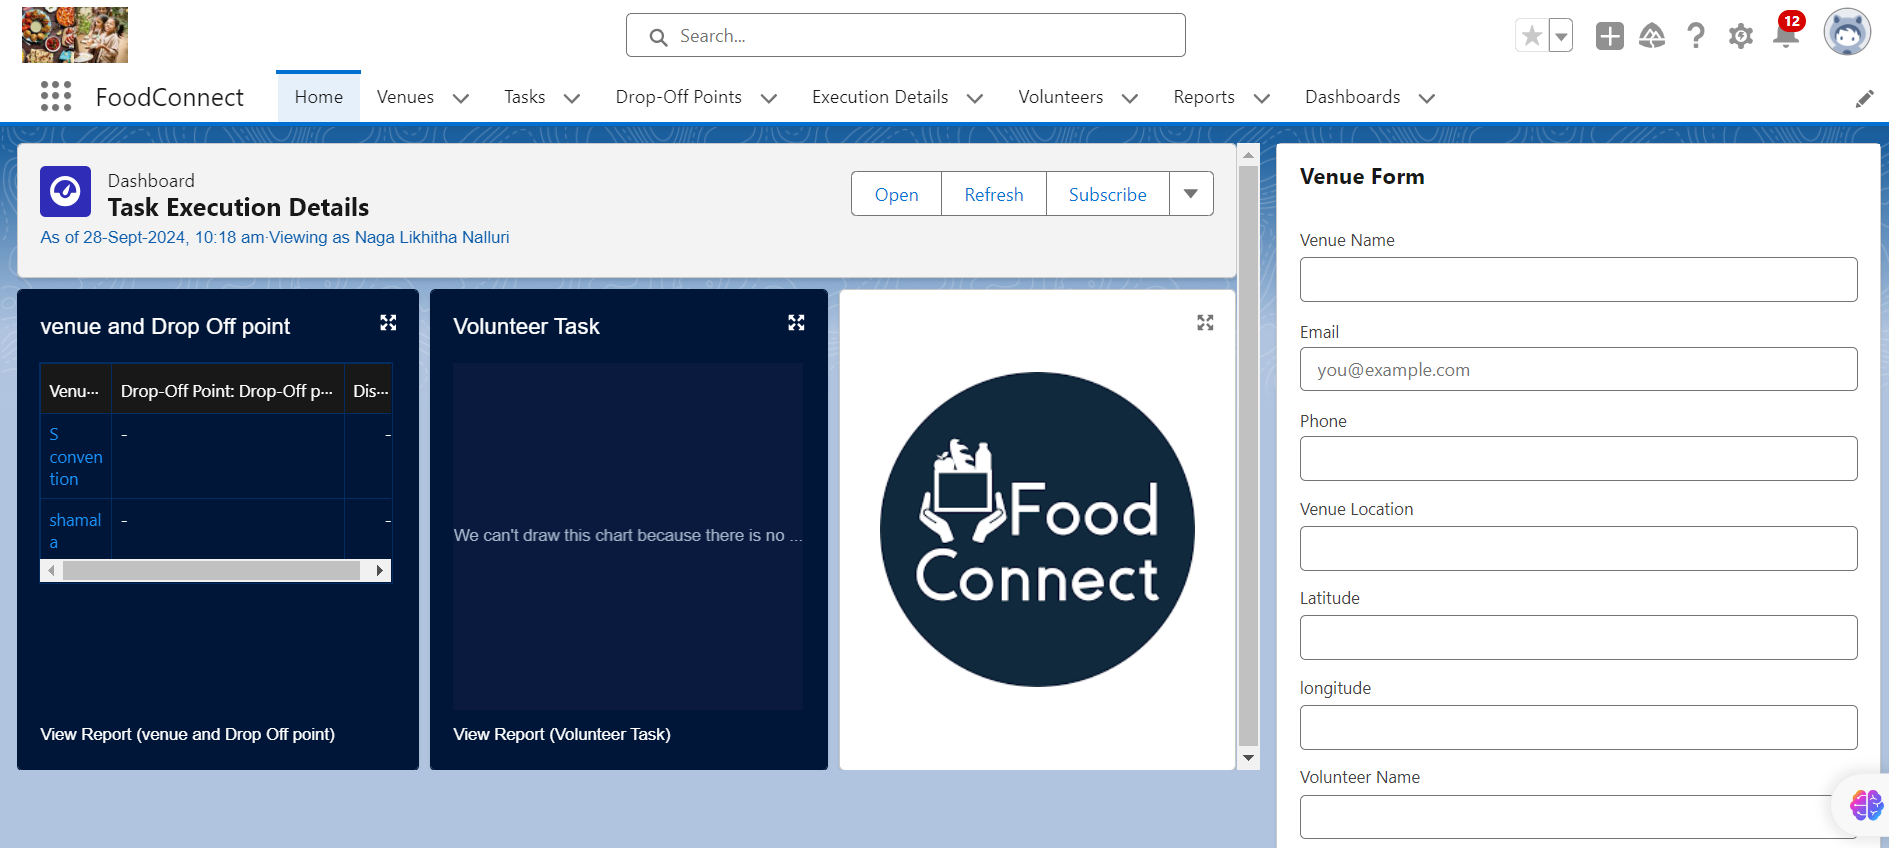 Search...
12
FoodConnect
Home
Venues
Tasks
Drop-Off Points
Execution Details
Volunteers
Reports
Dashboards
Dashboard
Task Execution Details
As of 28-Sept-2024, 10:18 am·Viewing as Naga Likhitha Nalluri
Open
Refresh
Subscribe
venue and Drop Off point
Venu...
Drop-Off Point: Drop-Off p...
Dis...
S
conven
tion
-
-
shamal
a
-
-
View Report (venue and Drop Off point)
Volunteer Task
We can't draw this chart because there is no ...
View Report (Volunteer Task)
Food
Connect
Venue Form
Venue Name
Email
you@example.com
Phone
Venue Location
Latitude
longitude
Volunteer Name